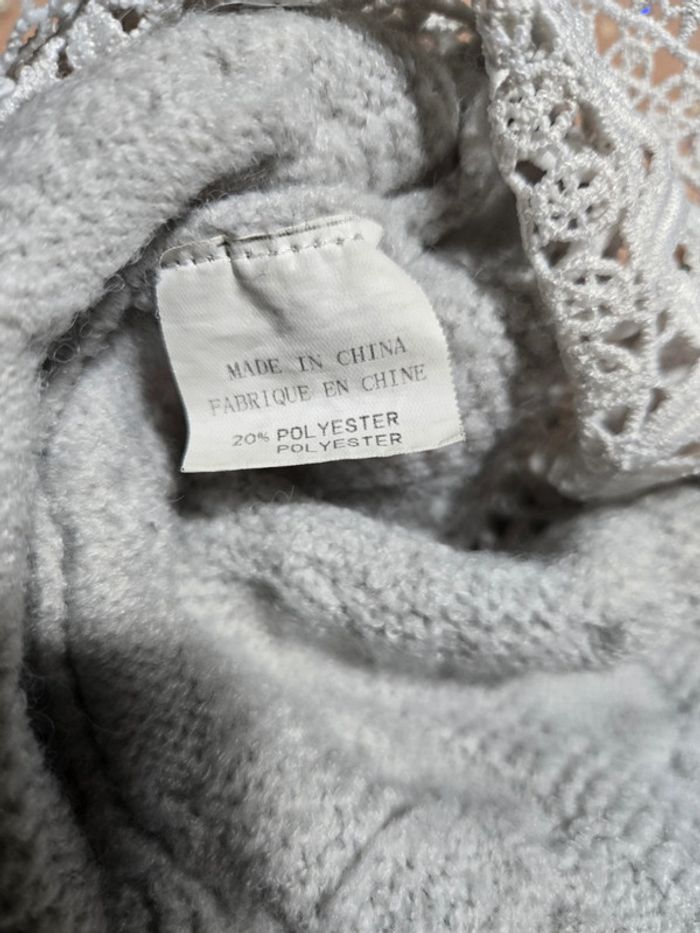 MADE IN CHINA
FABRIQUE EN CHINE
20% POLYESTER
POLYESTER